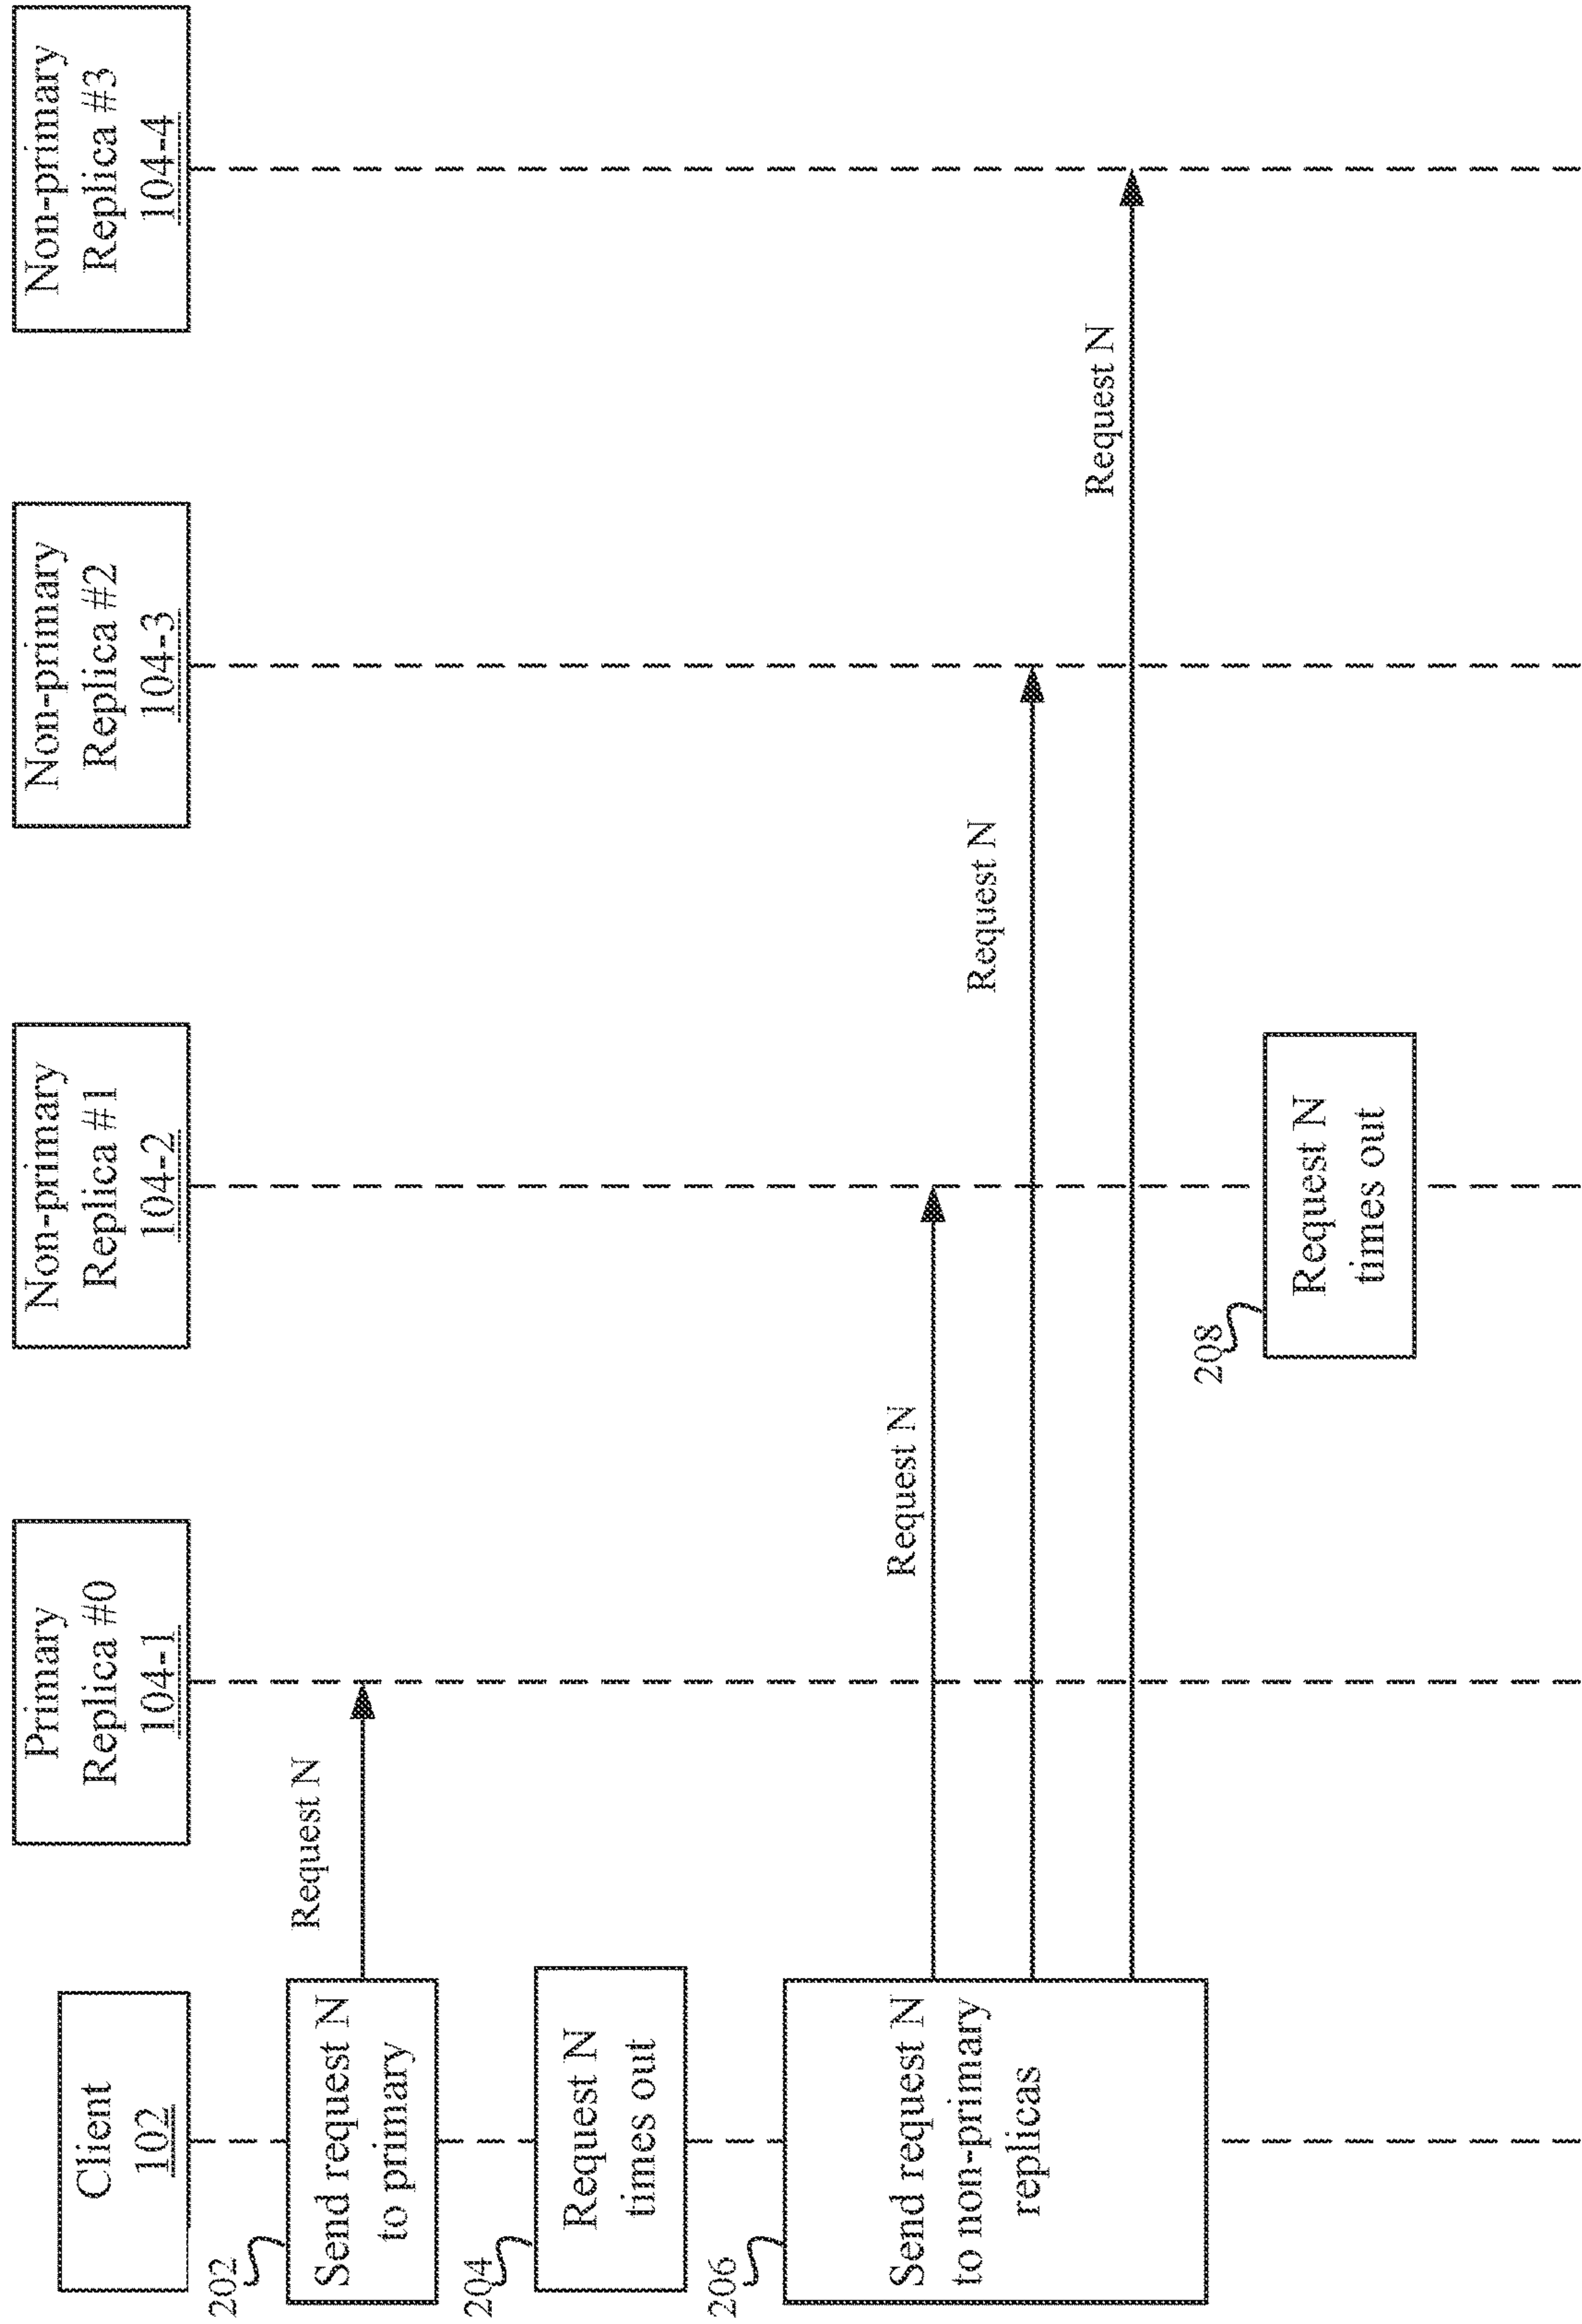 Client
102
Primary
Replica #0
104-1
Non-primary
Replica #1
104-2
Non-primary
Replica #2
104-3
Non-primary
Replica #3
104-4
202
Send request N
to primary
Request N
204
Request N
times out
206
Send request N
to non-primary
replicas
Request N
Request N
Request N
208
Request N
times out